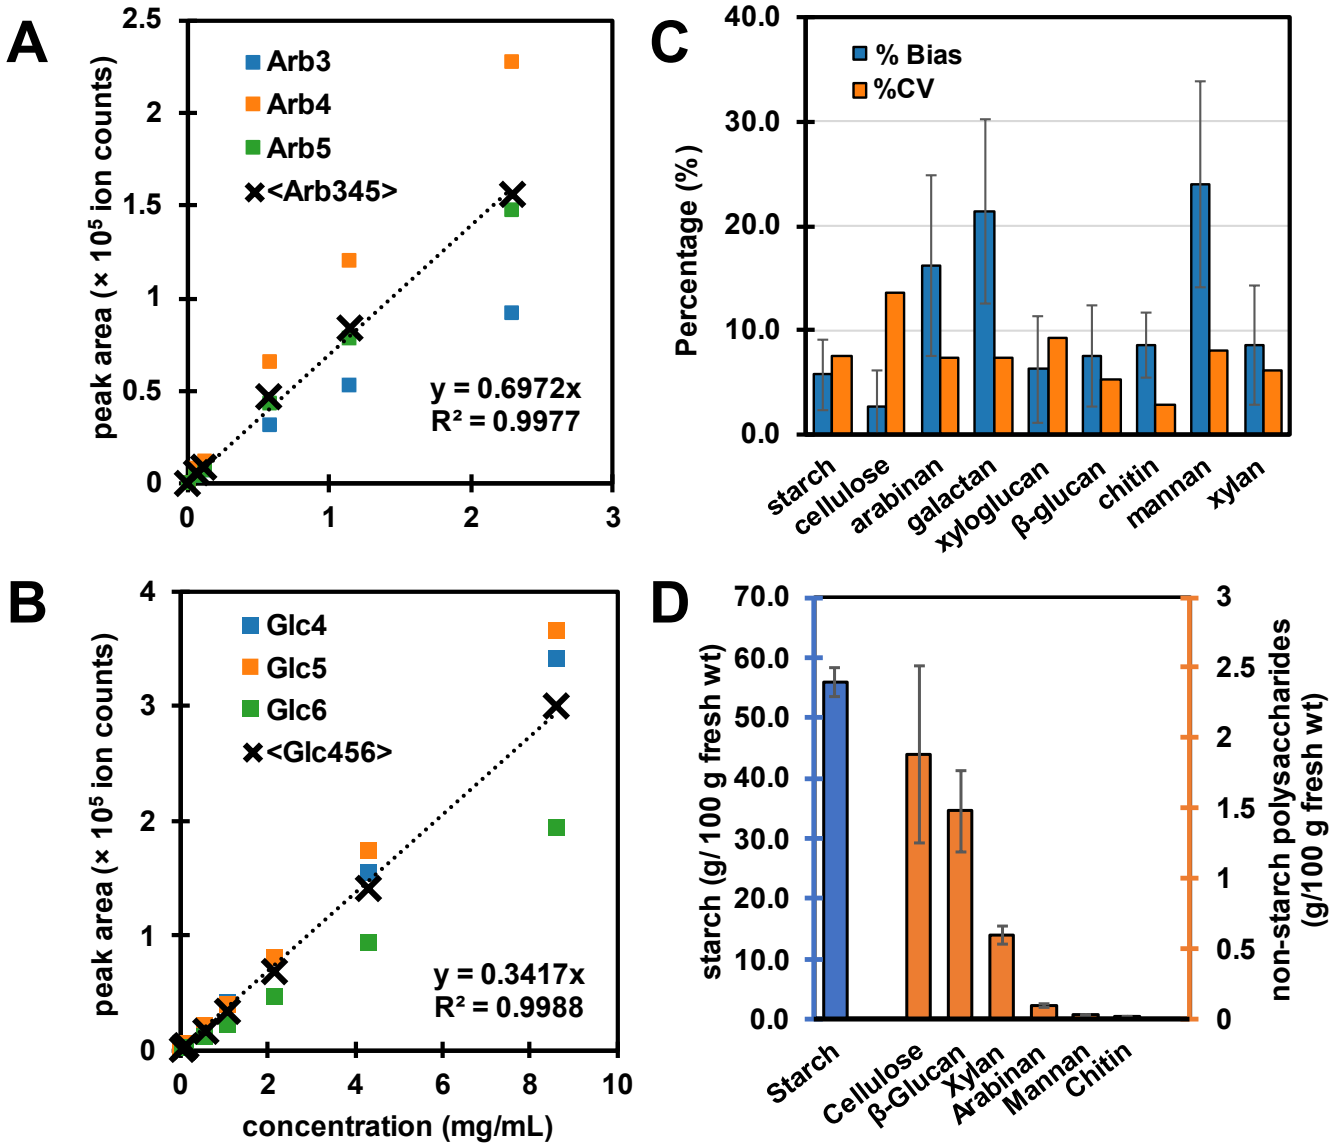 A
peak area (× 10⁵ ion counts)
2.5
2
1.5
1
0.5
0
0
1
2
3
Arb3
Arb4
Arb5
<Arb345>
y = 0.6972x
R² = 0.9977
C
Percentage (%)
40.0
30.0
20.0
10.0
0.0
% Bias
%CV
starch
cellulose
arabinan
galactan
xyloglucan
β-glucan
chitin
mannan
xylan
B
peak area (× 10⁵ ion counts)
4
3
2
1
0
0
2
4
6
8
10
Glc4
Glc5
Glc6
<Glc456>
y = 0.3417x
R² = 0.9988
concentration (mg/mL)
D
starch (g/ 100 g fresh wt)
70.0
60.0
50.0
40.0
30.0
20.0
10.0
0.0
3
2.5
2
1.5
1
0.5
0
non-starch polysaccharides
(g/100 g fresh wt)
Starch
Cellulose
β-Glucan
Xylan
Arabinan
Mannan
Chitin